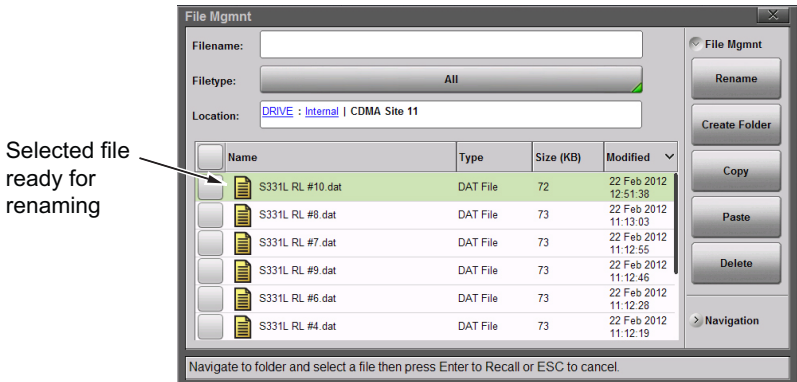 File Mgmnt
Filename:
Filetype: All
Location: DRIVE : Internal | CDMA Site 11
Name Type Size (KB) Modified
S331L RL #10.dat DAT File 72 22 Feb 2012 12:51:38
S331L RL #8.dat DAT File 73 22 Feb 2012 11:13:03
S331L RL #7.dat DAT File 73 22 Feb 2012 11:12:55
S331L RL #9.dat DAT File 73 22 Feb 2012 11:12:46
S331L RL #6.dat DAT File 73 22 Feb 2012 11:12:28
S331L RL #4.dat DAT File 73 22 Feb 2012 11:12:19
File Mgmnt
Rename
Create Folder
Copy
Paste
Delete
Navigation
Navigate to folder and select a file then press Enter to Recall or ESC to cancel.
Selected file
ready for
renaming